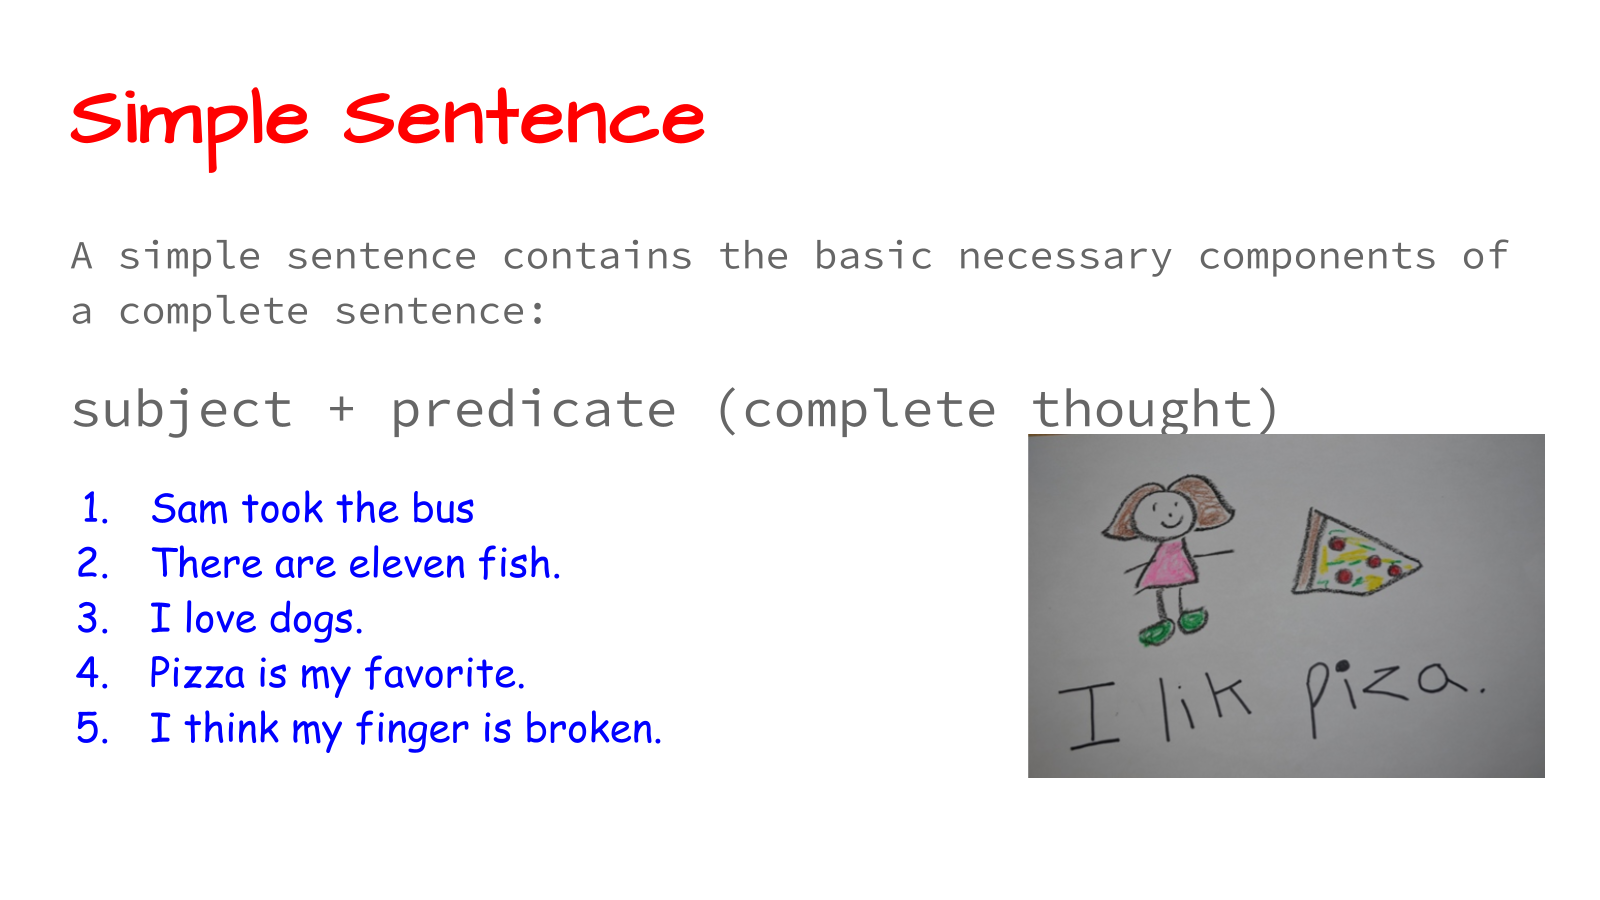 Simple Sentence
A simple sentence contains the basic necessary components of
a complete sentence:
subject + predicate (complete thought)
1. Sam took the bus
2. There are eleven fish.
3. I love dogs.
4. Pizza is my favorite.
5. I think my finger is broken.
I lik piza.